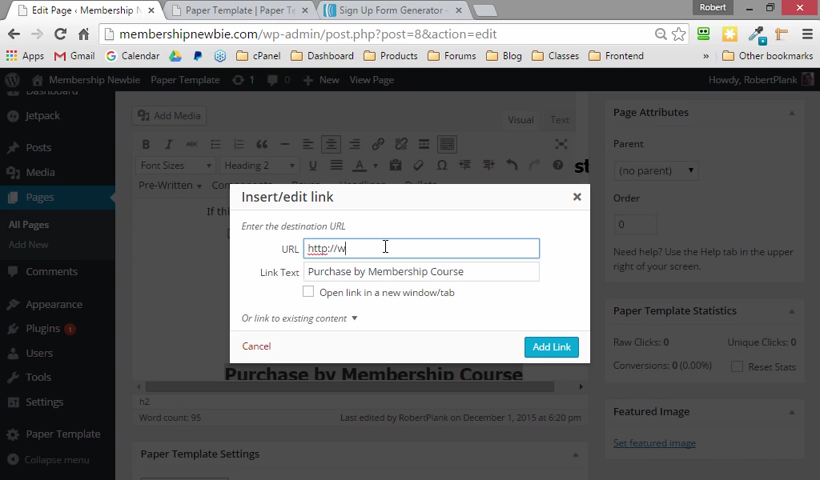 Edit Page ‹ Membership N
Paper Template | Paper Te
Sign Up Form Generator -
Robert
membershipnewbie.com/wp-admin/post.php?post=8&action=edit
Apps Gmail Calendar cPanel Dashboard Products Forums Blog Classes Frontend » Other bookmarks
Membership Newbie Paper Template 1 0 + New View Page Howdy, RobertPlank
Dashboard
Jetpack
Posts
Media
Pages
All Pages
Add New
Comments
Appearance
Plugins 1
Users
Tools
Settings
Paper Template
Collapse menu
Add Media
Visual Text
Font Sizes Heading 2
If this
Insert/edit link
Enter the destination URL
URL http://w
Link Text Purchase by Membership Course
Open link in a new window/tab
Or link to existing content
Cancel
Add Link
Purchase by Membership Course
h2
Word count: 95 Last edited by RobertPlank on December 1, 2015 at 6:20 pm
Paper Template Settings
Page Attributes
Parent
(no parent)
Order
0
Need help? Use the Help tab in the upper
right of your screen.
Paper Template Statistics
Raw Clicks: 0 Unique Clicks: 0
Conversions: 0 (0.00%) Reset Stats
Featured Image
Set featured image